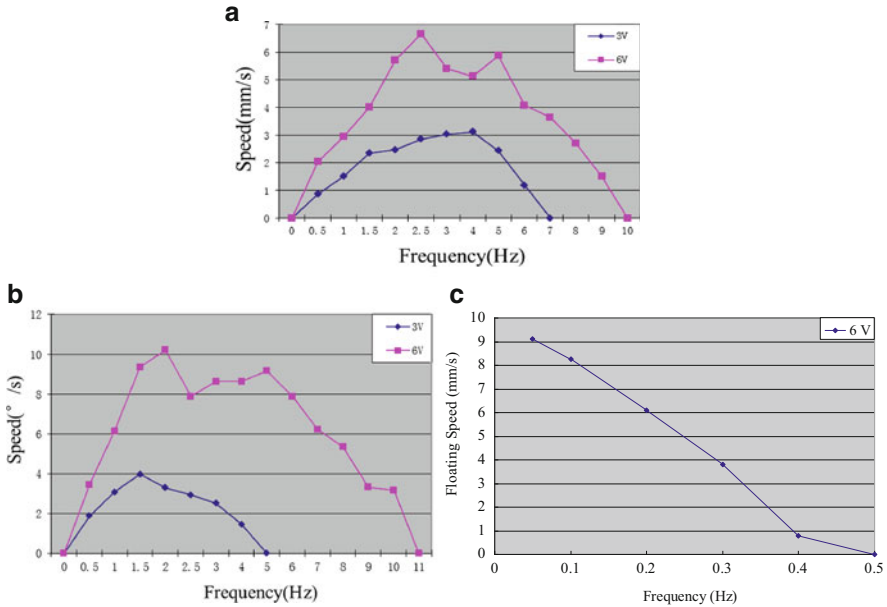 a
7
6
5
4
3
2
1
0
Speed(mm/s)
3V
6V
0 0.5 1 1.5 2 2.5 3 4 5 6 7 8 9 10
Frequency(Hz)
b
12
10
8
6
4
2
0
Speed(° /s)
3V
6V
0 0.5 1 1.5 2 2.5 3 4 5 6 7 8 9 10 11
Frequency(Hz)
c
10
9
8
7
6
5
4
3
2
1
0
Floating Speed (mm/s)
6 V
0 0.1 0.2 0.3 0.4 0.5
Frequency (Hz)